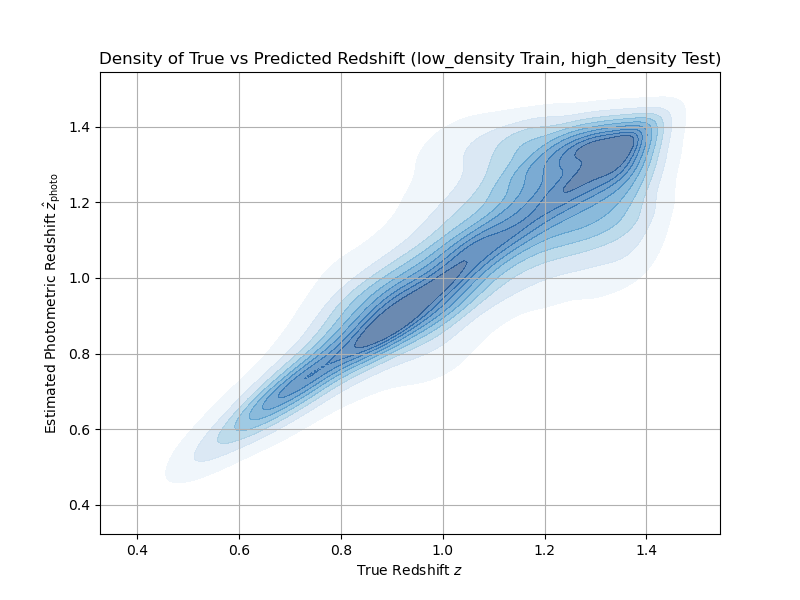 Density of True vs Predicted Redshift (low_density Train, high_density Test)
Estimated Photometric Redshift ẑ_photo
1.4
1.2
1.0
0.8
0.6
0.4
0.4 0.6 0.8 1.0 1.2 1.4
True Redshift z